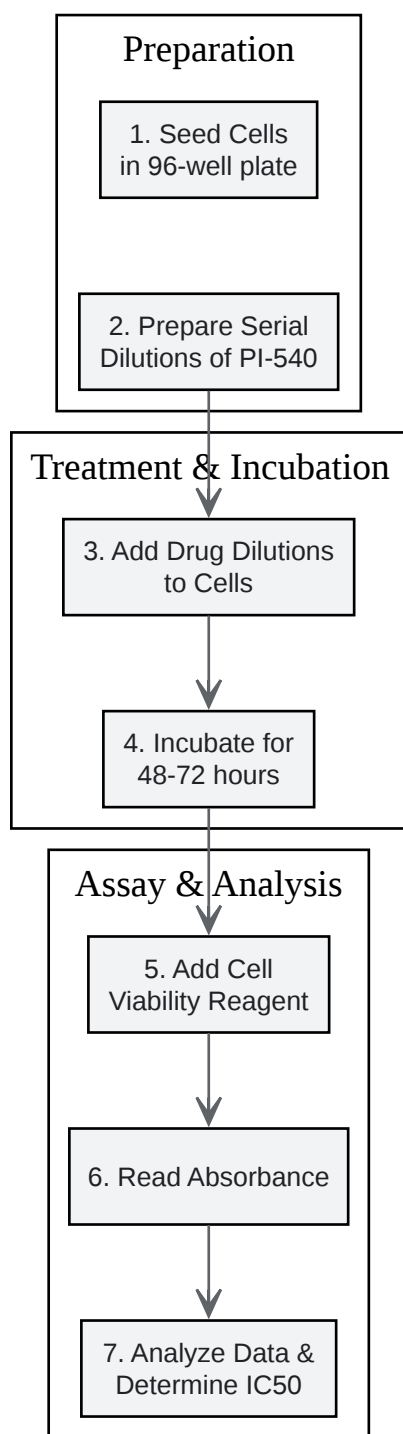 Preparation
1. Seed Cells
in 96-well plate
2. Prepare Serial
Dilutions of PI-540
Treatment & Incubation
3. Add Drug Dilutions
to Cells
4. Incubate for
48-72 hours
Assay & Analysis
5. Add Cell
Viability Reagent
6. Read Absorbance
7. Analyze Data &
Determine IC50